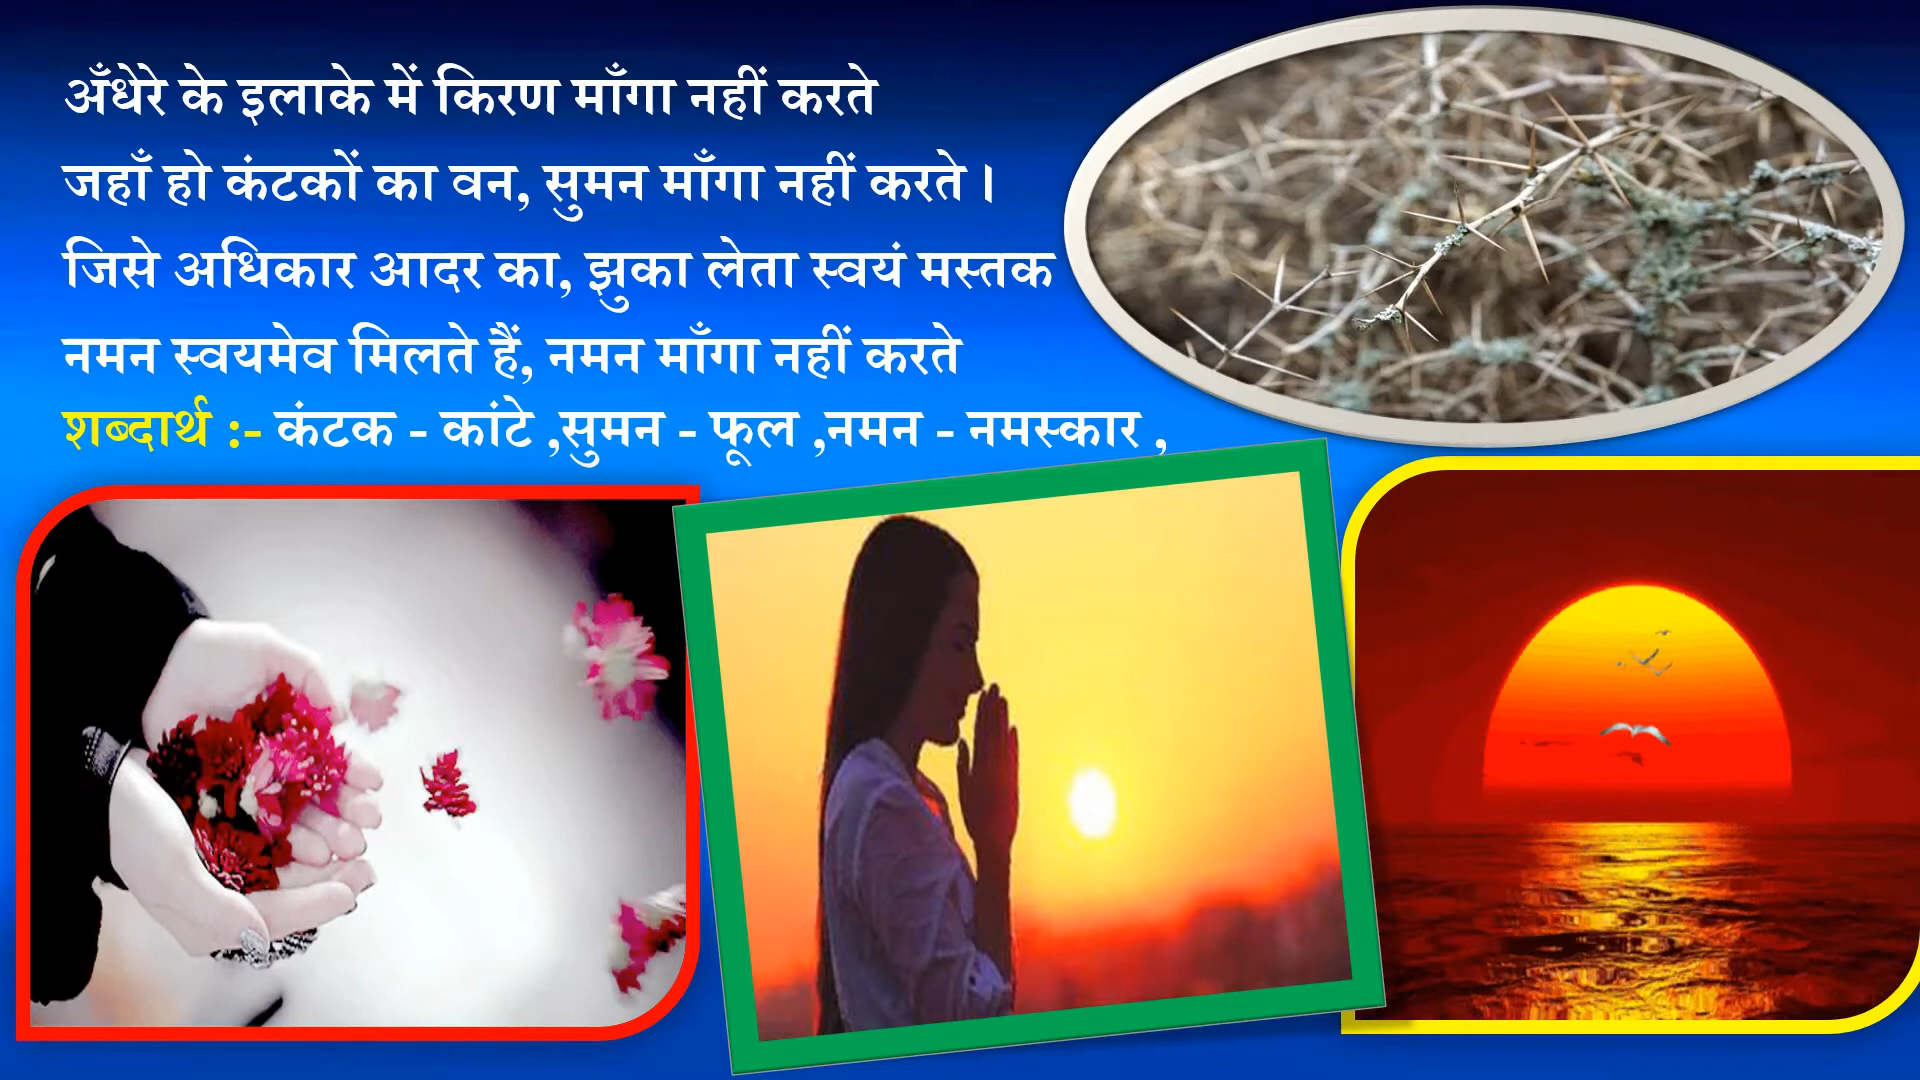 अँधेरे के इलाके में किरण माँगा नहीं करते
जहाँ हो कंटकों का वन, सुमन माँगा नहीं करते ।
जिसे अधिकार आदर का, झुका लेता स्वयं मस्तक
नमन स्वयमेव मिलते हैं, नमन माँगा नहीं करते
शब्दार्थ :- कंटक - कांटे ,सुमन - फूल ,नमन - नमस्कार ,